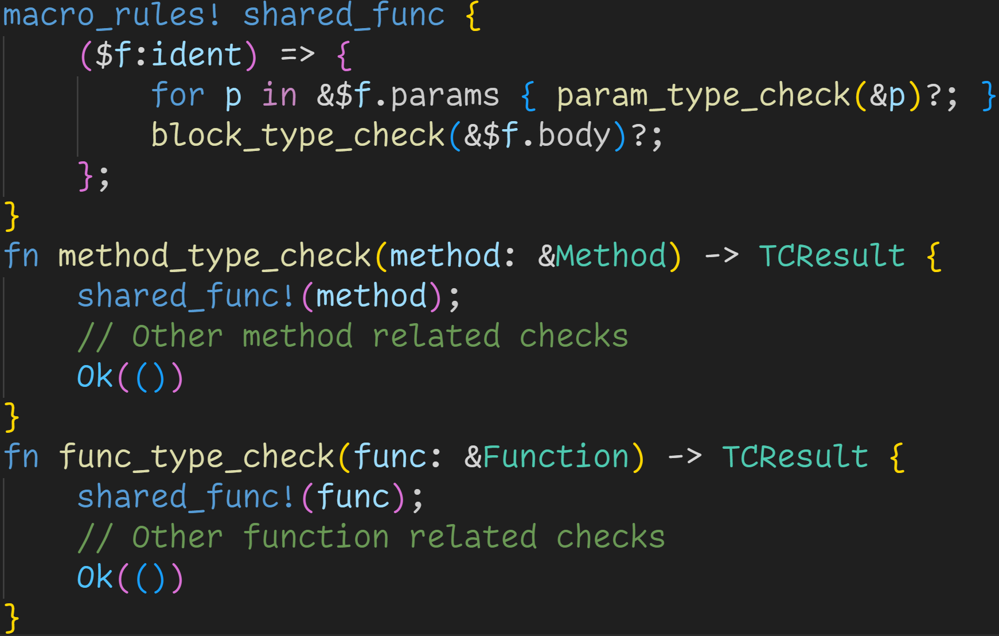 macro_rules! shared_func {
    ($f:ident) => {
        for p in &$f.params { param_type_check(&p)?; }
        block_type_check(&$f.body)?;
    };
}
fn method_type_check(method: &Method) -> TCResult {
    shared_func!(method);
    // Other method related checks
    Ok(())
}
fn func_type_check(func: &Function) -> TCResult {
    shared_func!(func);
    // Other function related checks
    Ok(())
}